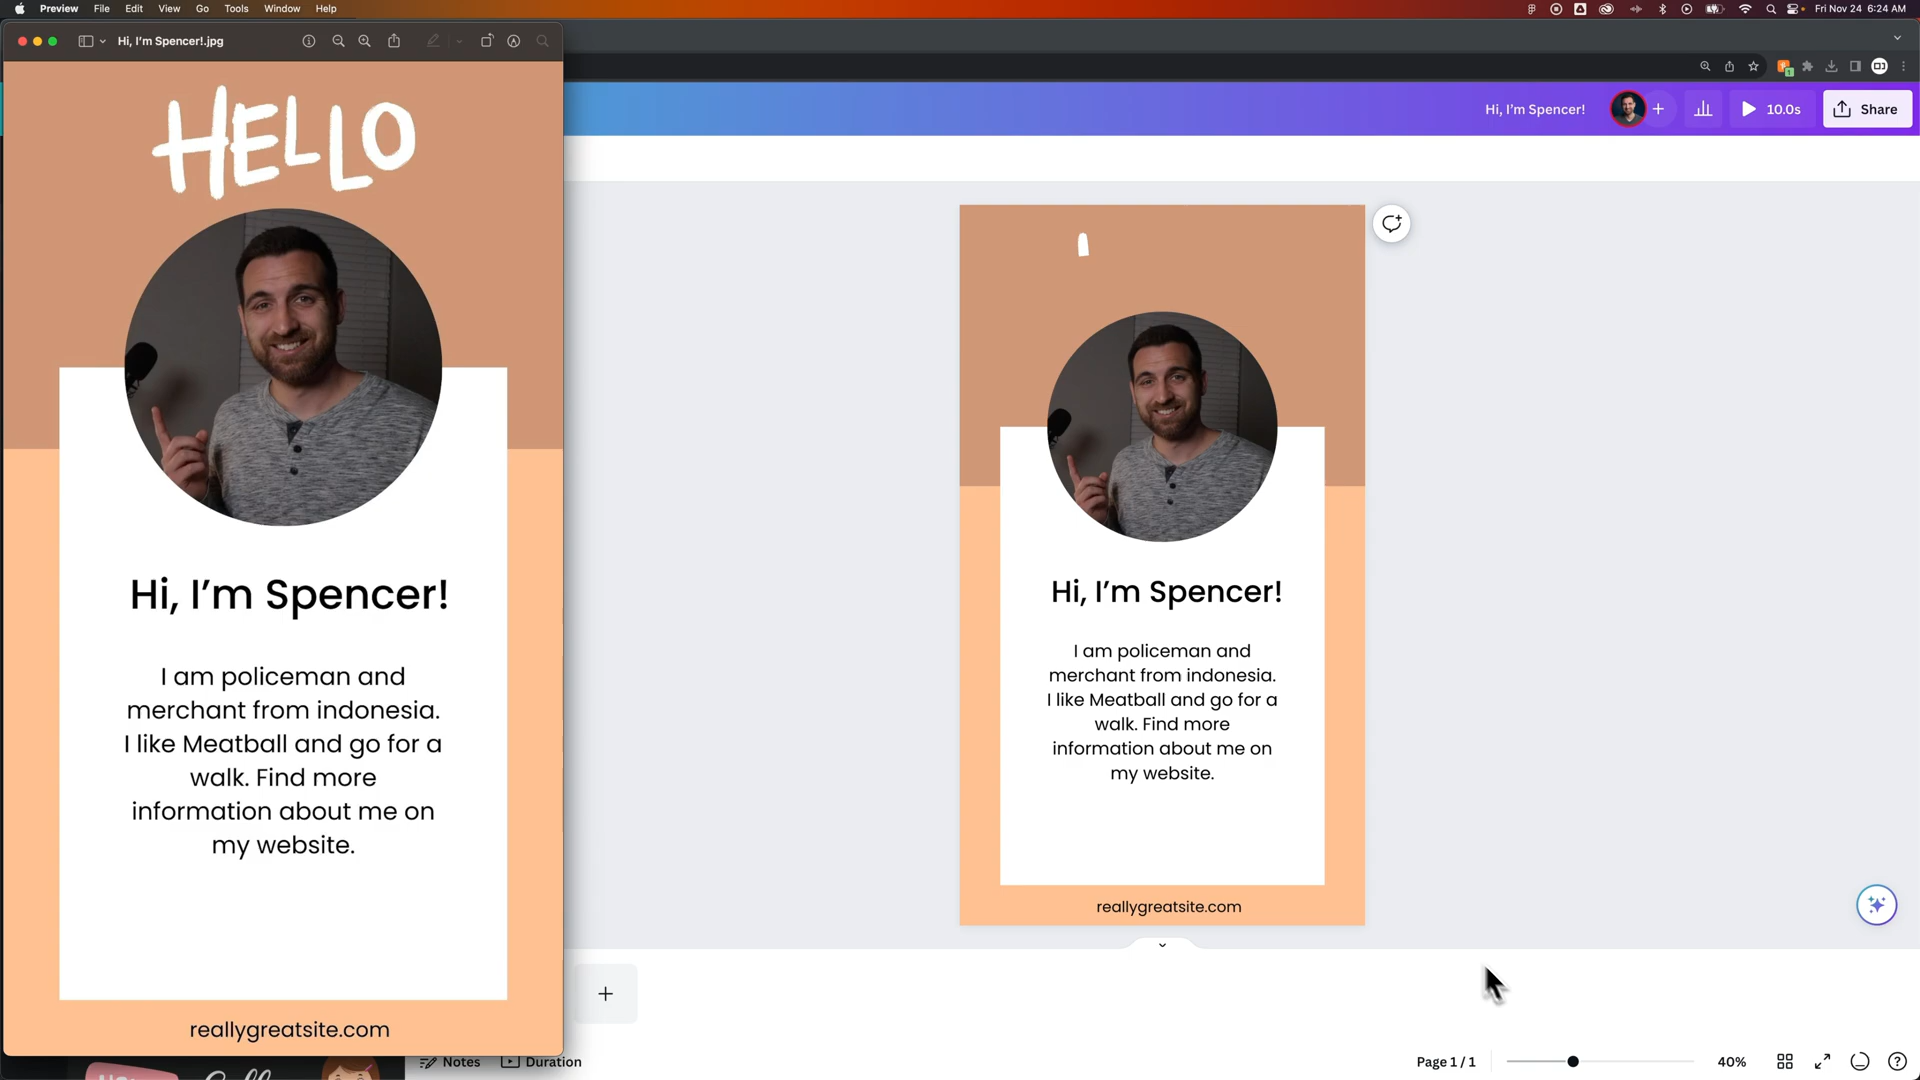 Preview File Edit View Go Tools Window Help
Fri Nov 24 6:24 AM
Hi, I'm Spencer!.jpg
HELLO
Hi, I'm Spencer!
I am policeman and
merchant from indonesia.
I like Meatball and go for a
walk. Find more
information about me on
my website.
reallygreatsite.com
Hi, I'm Spencer!
10.0s
Share
Hi, I'm Spencer!
I am policeman and
merchant from indonesia.
I like Meatball and go for a
walk. Find more
information about me on
my website.
reallygreatsite.com
Notes Duration
Page 1 / 1
40%